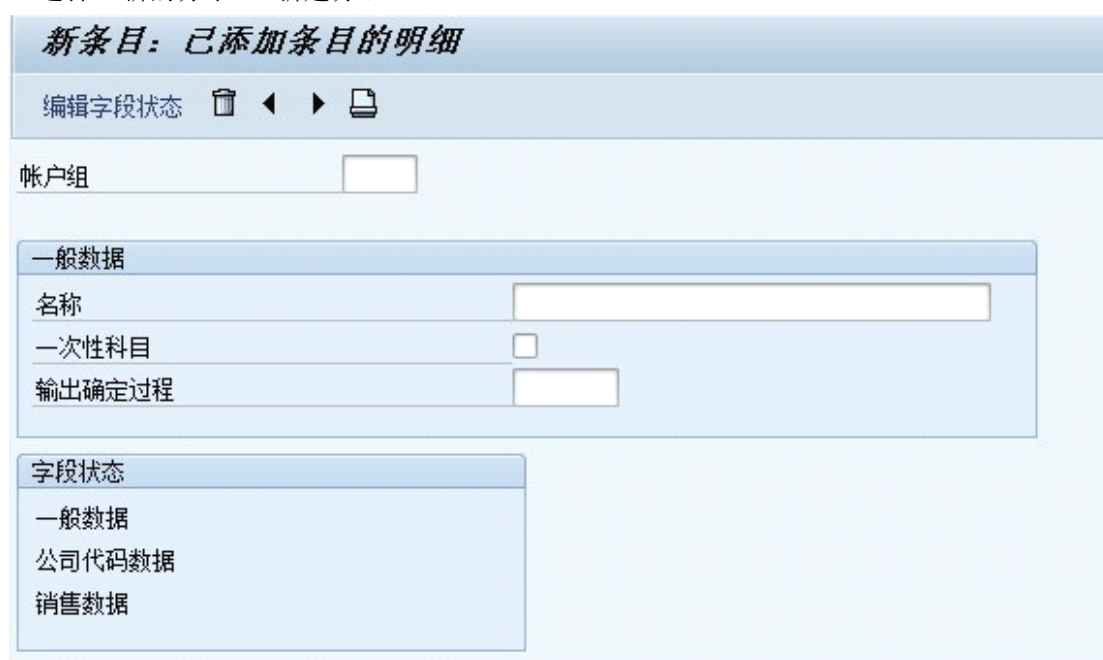 新条目：已添加条目的明细
编辑字段状态
帐户组
一般数据
名称
一次性科目
输出确定过程
字段状态
一般数据
公司代码数据
销售数据